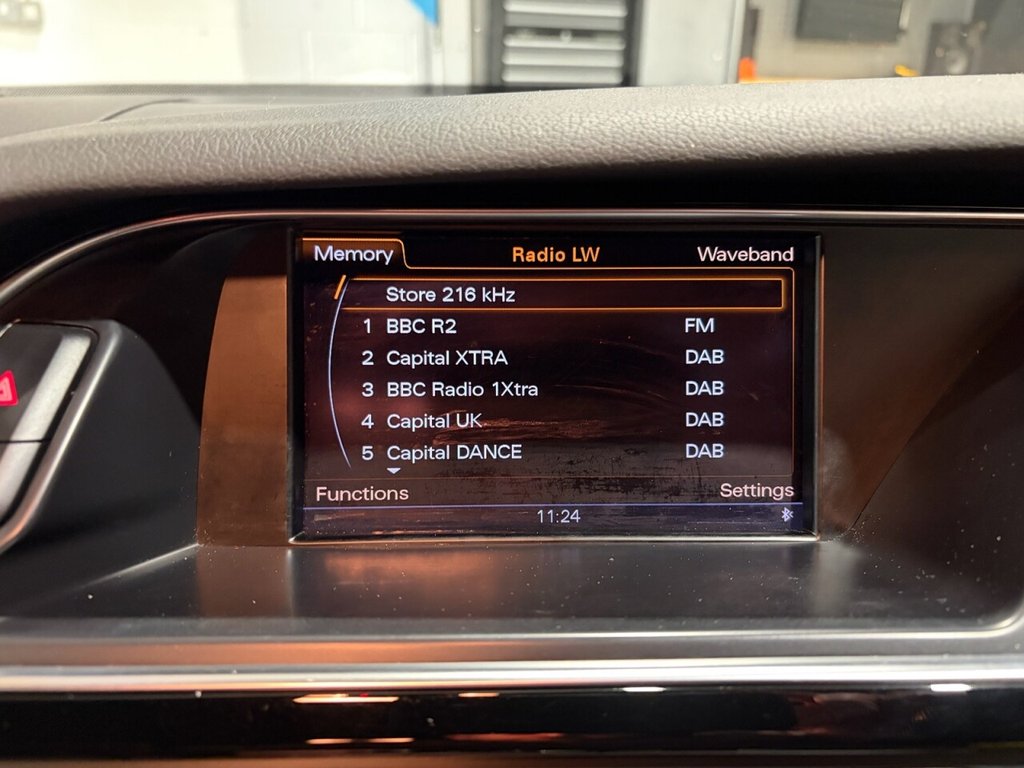 Memory Radio LW Waveband
Store 216 kHz
1 BBC R2 FM
2 Capital XTRA DAB
3 BBC Radio 1Xtra DAB
4 Capital UK DAB
5 Capital DANCE DAB
Functions Settings
11:24